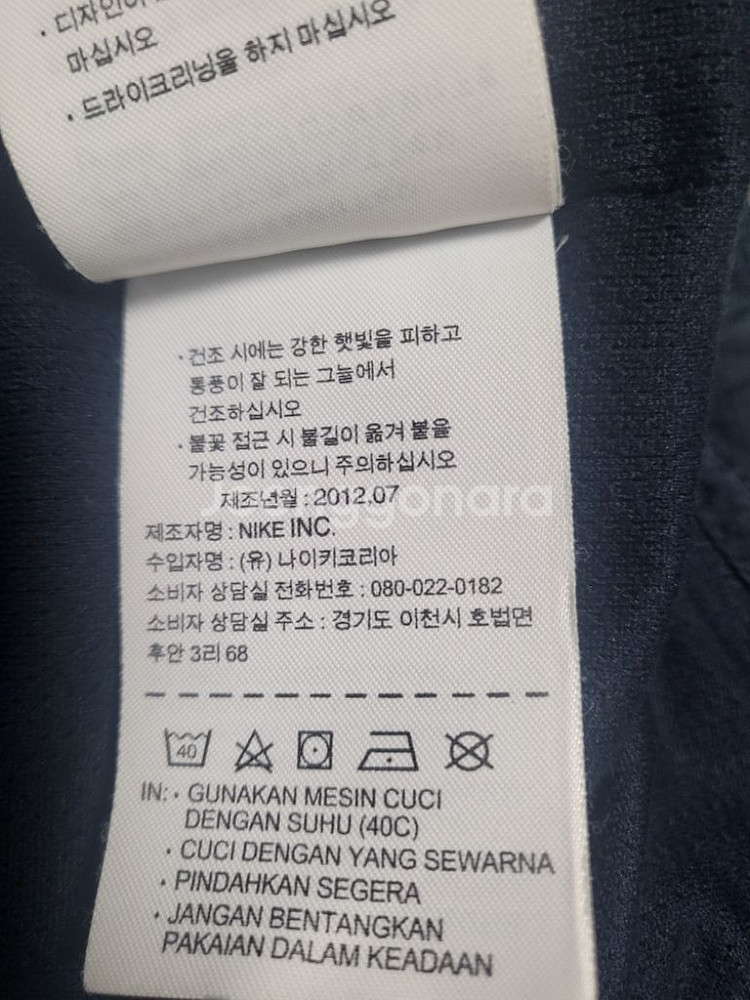 · 디자인이
마십시오
· 드라이크리닝을 하지 마십시오
· 건조 시에는 강한 햇빛을 피하고
통풍이 잘 되는 그늘에서
건조하십시오
· 불꽃 접근 시 불길이 옮겨 붙을
가능성이 있으니 주의하십시오
제조년월 : 2012.07
Joonggonara
제조자명 : NIKE INC.
수입자명 : (유) 나이키코리아
소비자 상담실 전화번호 : 080-022-0182
소비자 상담실 주소 : 경기도 이천시 호법면
후안 3리 68
40
IN: · GUNAKAN MESIN CUCI
DENGAN SUHU (40C)
· CUCI DENGAN YANG SEWARNA
· PINDAHKAN SEGERA
· JANGAN BENTANGKAN
PAKAIAN DALAM KEADAAN